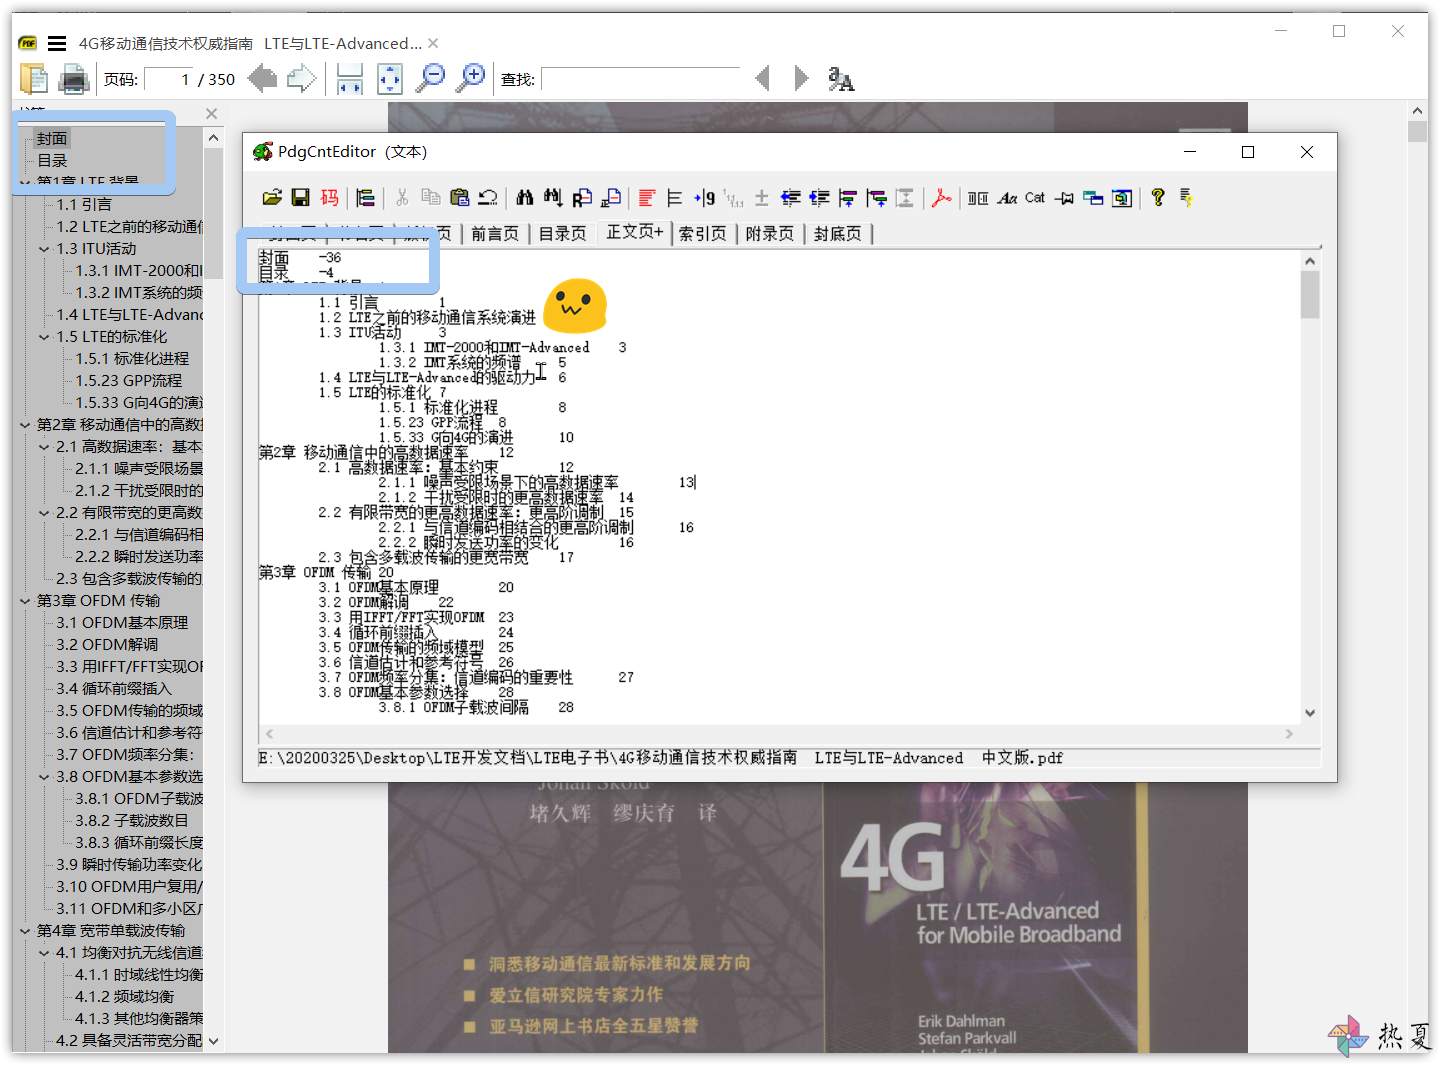 4G移动通信技术权威指南 LTE与LTE-Advanced...
页码: 1 / 350 查找:
封面
目录
第1章 LTE 背景
1.1 引言
1.2 LTE之前的移动通信
1.3 ITU活动
1.3.1 IMT-2000和I
1.3.2 IMT系统的频
1.4 LTE与LTE-Advanc
1.5 LTE的标准化
1.5.1 标准化进程
1.5.23 GPP流程
1.5.33 G向4G的演进
第2章 移动通信中的高数据
2.1 高数据速率：基本
2.1.1 噪声受限场景
2.1.2 干扰受限时的
2.2 有限带宽的更高数
2.2.1 与信道编码相
2.2.2 瞬时发送功率
2.3 包含多载波传输的
第3章 OFDM 传输
3.1 OFDM基本原理
3.2 OFDM解调
3.3 用IFFT/FFT实现OF
3.4 循环前缀插入
3.5 OFDM传输的频域
3.6 信道估计和参考符
3.7 OFDM频率分集：
3.8 OFDM基本参数选
3.8.1 OFDM子载波
3.8.2 子载波数目
3.8.3 循环前缀长度
3.9 瞬时传输功率变化
3.10 OFDM用户复用/
3.11 OFDM和多小区广
第4章 宽带单载波传输
4.1 均衡对抗无线信道
4.1.1 时域线性均衡
4.1.2 频域均衡
4.1.3 其他均衡器策
4.2 具备灵活带宽分配
PdgCntEditor (文本)
码 Cat
前言页 目录页 正文页+ 索引页 附录页 封底页
封面 -36
目录 -4
1.1 引言 1
1.2 LTE之前的移动通信系统演进
1.3 ITU活动 3
1.3.1 IMT-2000和IMT-Advanced 3
1.3.2 IMT系统的频谱 5
1.4 LTE与LTE-Advanced的驱动力 6
1.5 LTE的标准化 7
1.5.1 标准化进程 8
1.5.23 GPP流程 8
1.5.33 G向4G的演进 10
第2章 移动通信中的高数据速率 12
2.1 高数据速率：基本约束 12
2.1.1 噪声受限场景下的高数据速率 13
2.1.2 干扰受限时的更高数据速率 14
2.2 有限带宽的更高数据速率：更高阶调制 15
2.2.1 与信道编码相结合的更高阶调制 16
2.2.2 瞬时发送功率的变化 16
2.3 包含多载波传输的更宽带宽 17
第3章 OFDM 传输 20
3.1 OFDM基本原理 20
3.2 OFDM解调 22
3.3 用IFFT/FFT实现OFDM 23
3.4 循环前缀插入 24
3.5 OFDM传输的频域模型 25
3.6 信道估计和参考符号 26
3.7 OFDM频率分集：信道编码的重要性 27
3.8 OFDM基本参数选择 28
3.8.1 OFDM子载波间隔 28
E:\20200325\Desktop\LTE开发文档\LTE电子书\4G移动通信技术权威指南 LTE与LTE-Advanced 中文版.pdf
Johan Sköld
堵久辉 缪庆育 译
4G
LTE / LTE-Advanced
for Mobile Broadband
洞悉移动通信最新标准和发展方向
爱立信研究院专家力作
亚马逊网上书店全五星赞誉
Erik Dahlman
Stefan Parkvall
热夏